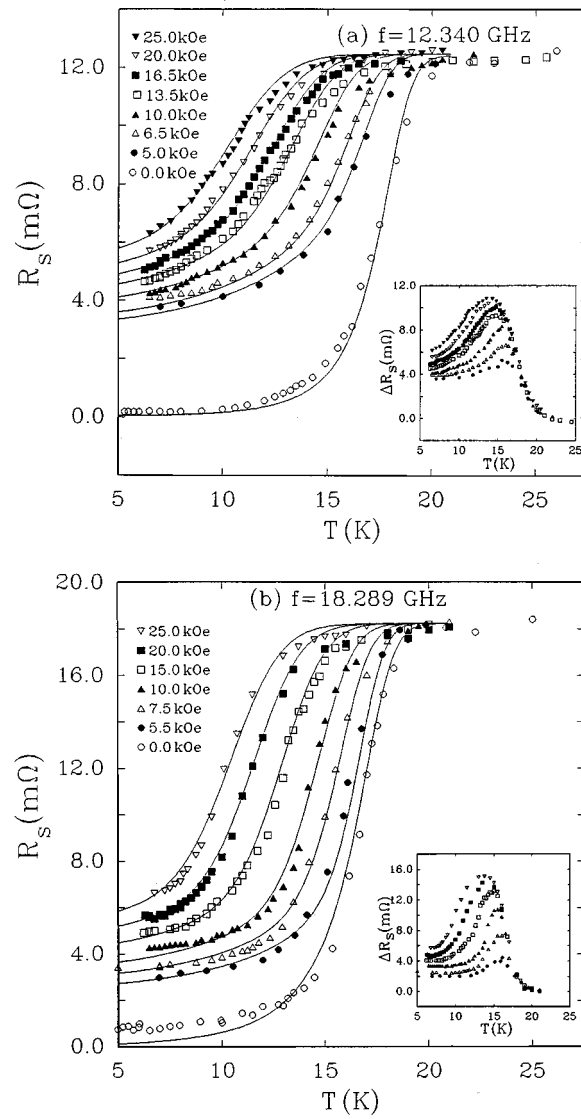 (a) f=12.340 GHz
▼ 25.0kOe
▽ 20.0kOe
■ 16.5kOe
□ 13.5kOe
▲ 10.0kOe
△ 6.5kOe
● 5.0kOe
○ 0.0kOe
12.0
8.0
4.0
0.0
R_S(mΩ)
5 10 15 20 25
T(K)
12.0
8.0
4.0
0.0
ΔR_S(mΩ)
5 10 15 20 25
T(K)
(b) f=18.289 GHz
▽ 25.0kOe
■ 20.0kOe
□ 15.0kOe
▲ 10.0kOe
△ 7.5kOe
● 5.5kOe
○ 0.0kOe
20.0
16.0
12.0
8.0
4.0
0.0
R_S(mΩ)
5 10 15 20 25
T(K)
16.0
12.0
8.0
4.0
0.0
ΔR_S(mΩ)
5 10 15 20 25
T(K)